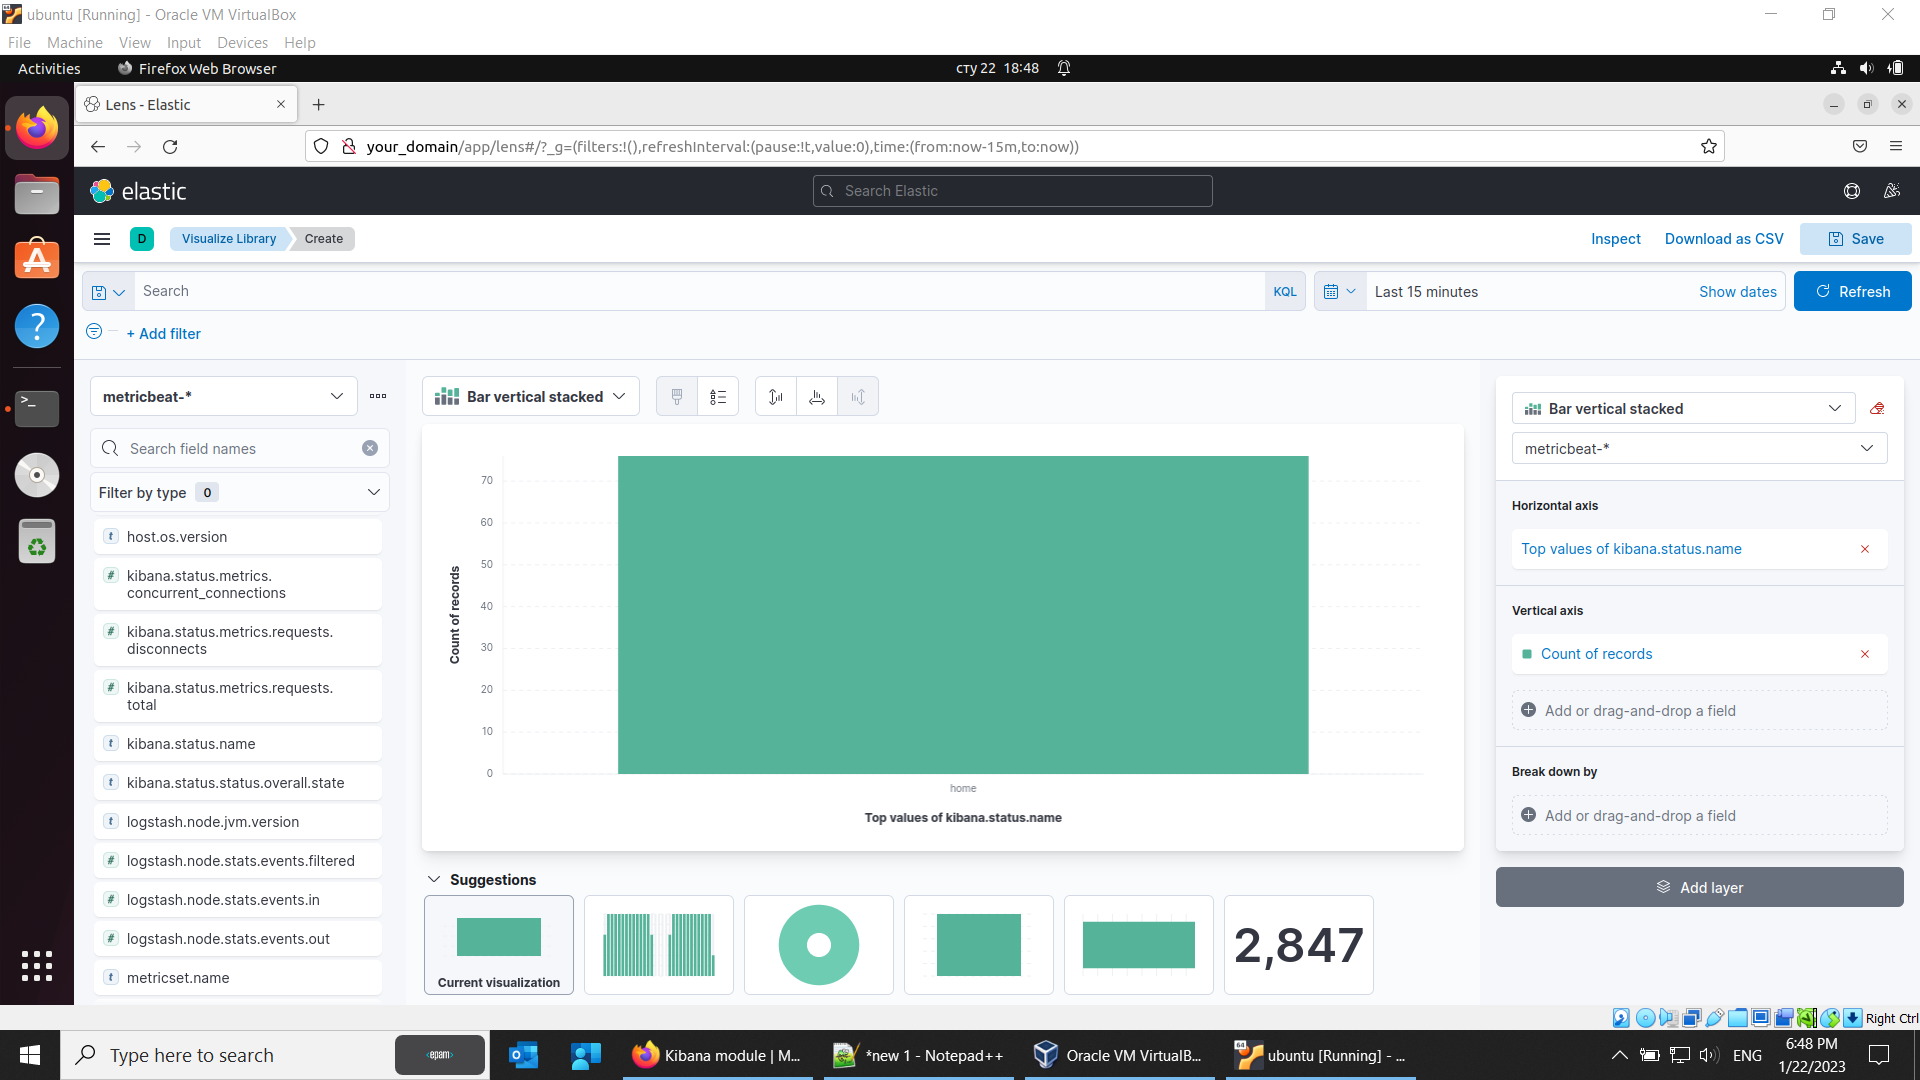 ubuntu [Running] - Oracle VM VirtualBox
File Machine View Input Devices Help
Activities Firefox Web Browser сту 22 18:48
Lens - Elastic
your_domain/app/lens#/?_g=(filters:!(),refreshInterval:(pause:!t,value:0),time:(from:now-15m,to:now))
elastic Search Elastic
D Visualize Library Create Inspect Download as CSV Save
Search KQL Last 15 minutes Show dates Refresh
+ Add filter
metricbeat-*
Search field names
Filter by type 0
host.os.version
kibana.status.metrics.
concurrent_connections
kibana.status.metrics.requests.
disconnects
kibana.status.metrics.requests.
total
kibana.status.name
kibana.status.status.overall.state
logstash.node.jvm.version
logstash.node.stats.events.filtered
logstash.node.stats.events.in
logstash.node.stats.events.out
metricset.name
Bar vertical stacked
Count of records
70
60
50
40
30
20
10
0
home
Top values of kibana.status.name
Suggestions
Current visualization
2,847
Bar vertical stacked
metricbeat-*
Horizontal axis
Top values of kibana.status.name
Vertical axis
Count of records
Add or drag-and-drop a field
Break down by
Add or drag-and-drop a field
Add layer
Right Ctrl
Type here to search
<epam>
Kibana module | M...
*new 1 - Notepad++
Oracle VM VirtualB...
64
ubuntu [Running] - ...
ENG
6:48 PM
1/22/2023